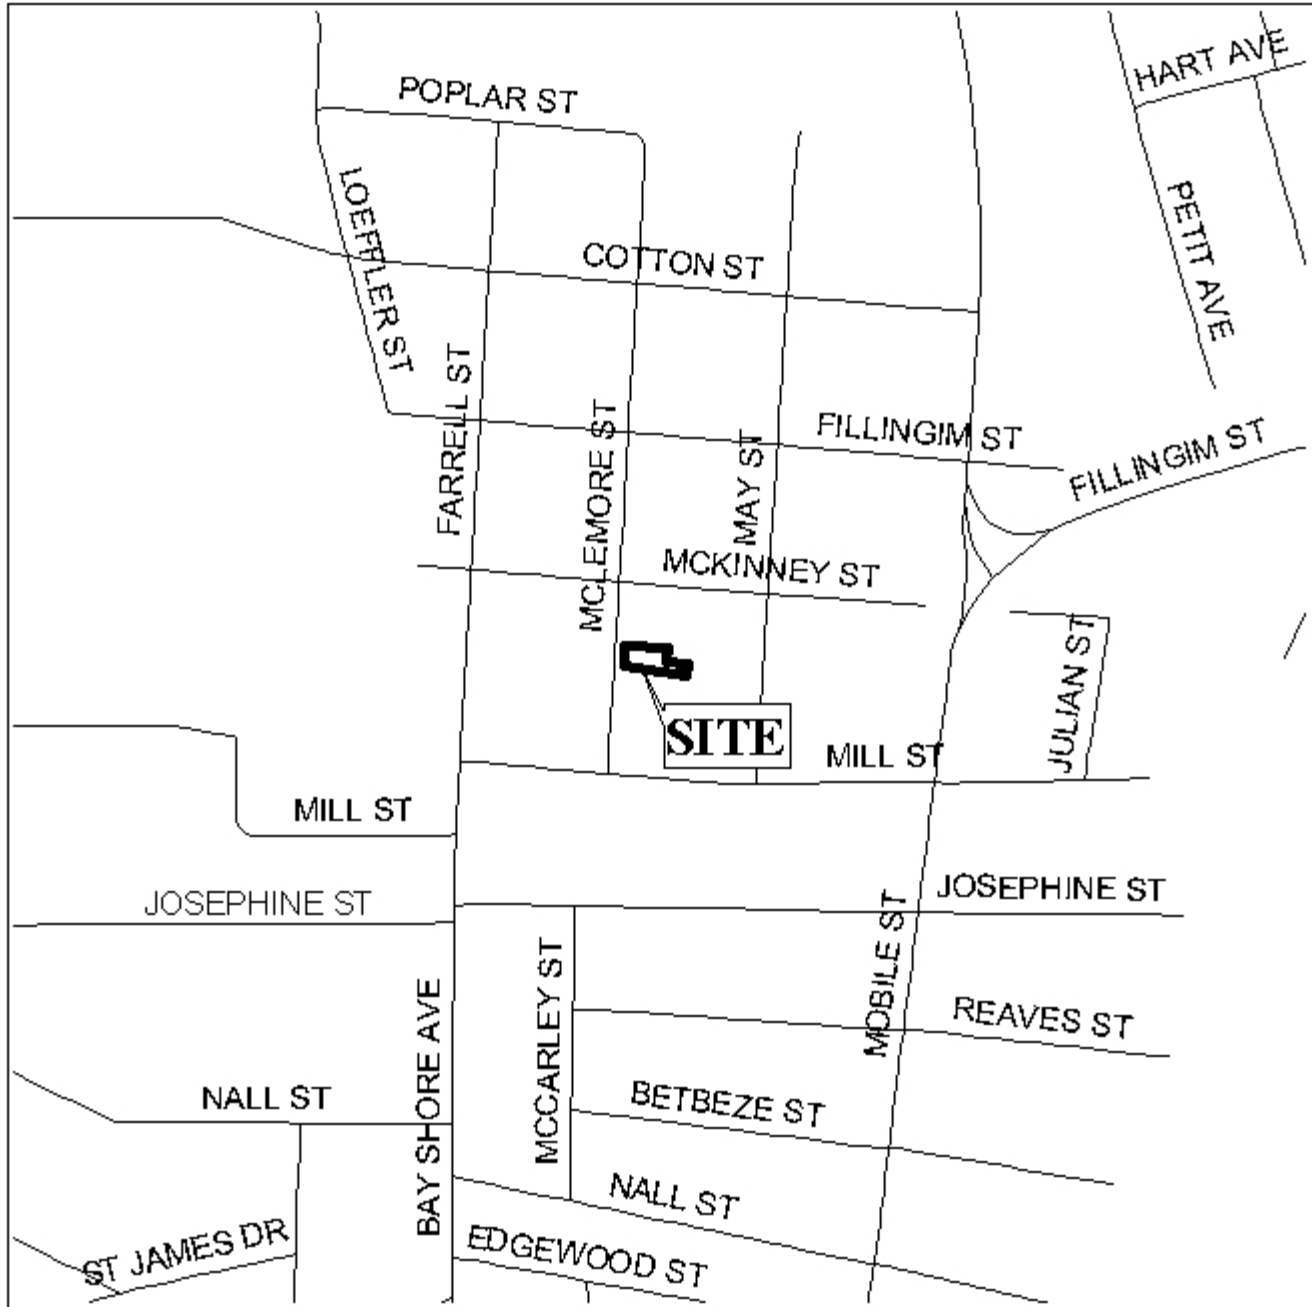 HART AVE
POPLAR ST
LOEFFLER ST
PETIT AVE
COTTON ST
FARRELL ST
MCLEMORE ST
MAY ST
FILLINGIM ST
FILLINGIM ST
MCKINNEY ST
JULIAN ST
SITE
MILL ST
MILL ST
JOSEPHINE ST
JOSEPHINE ST
MOBILE ST
MCCARLEY ST
BAY SHORE AVE
REAVES ST
NALL ST
BETBEZE ST
NALL ST
ST JAMES DR
EDGEWOOD ST